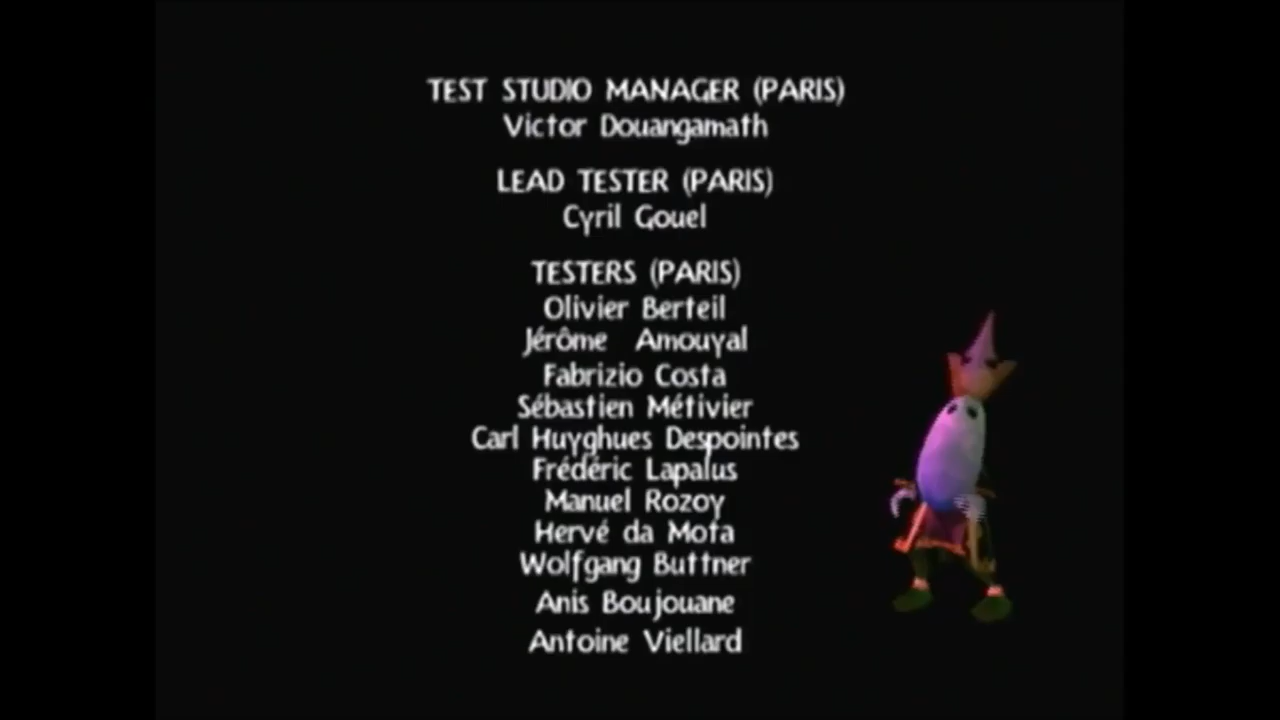 TEST STUDIO MANAGER (PARIS)
Victor Douangamath
LEAD TESTER (PARIS)
Cyril Gouel
TESTERS (PARIS)
Olivier Berteil
Jérôme Amouyal
Fabrizio Costa
Sébastien Métivier
Carl Huyghues Despointes
Frédéric Lapalus
Manuel Rozoy
Hervé da Mota
Wolfgang Buttner
Anis Boujouane
Antoine Viellard